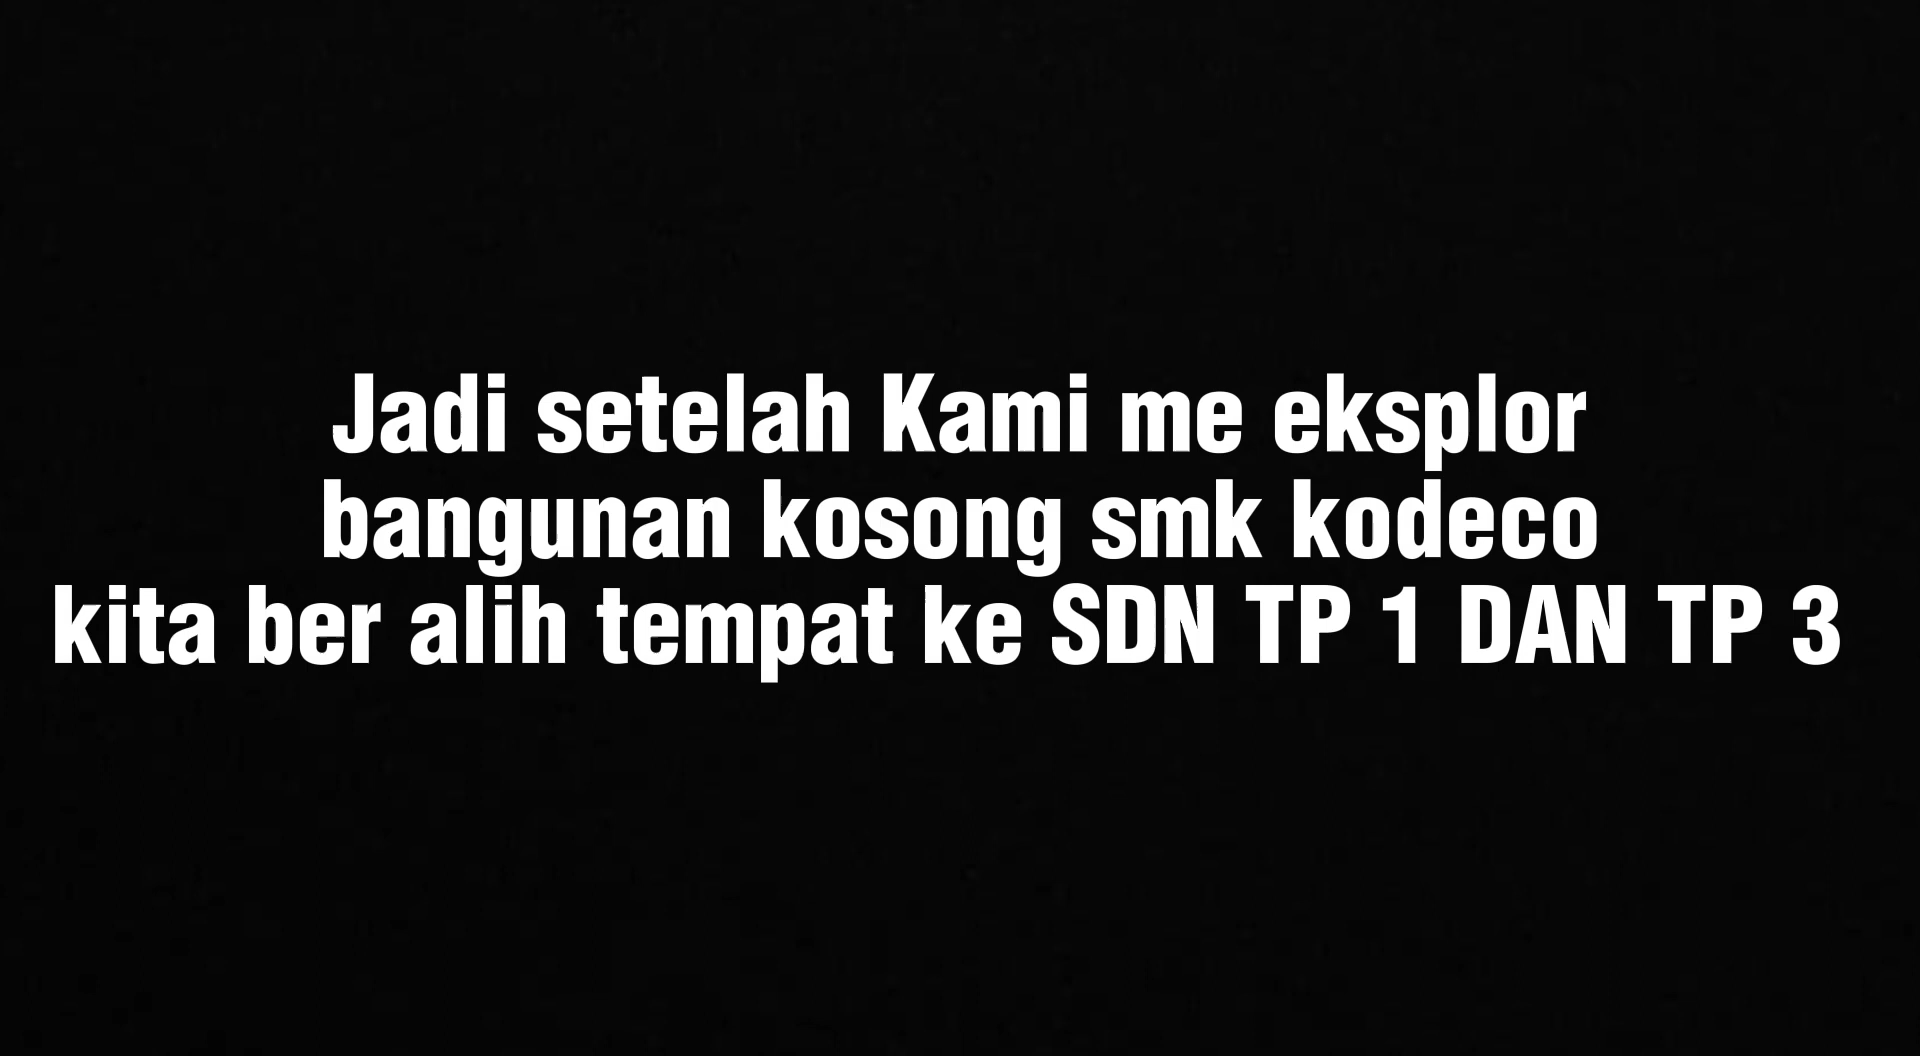 Jadi setelah Kami me eksplor
bangunan kosong smk kodeco
kita ber alih tempat ke SDN TP 1 DAN TP 3